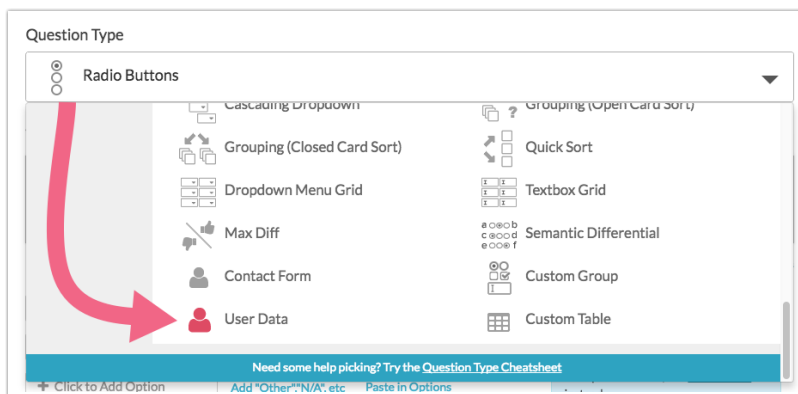 Question Type
Radio Buttons
Cascading Dropdown
Grouping (Open Card Sort)
?
Grouping (Closed Card Sort)
Quick Sort
Dropdown Menu Grid
Textbox Grid
Max Diff
Semantic Differential
Contact Form
Custom Group
User Data
Custom Table
Need some help picking? Try the Question Type Cheatsheet
+ Click to Add Option
Add "Other","N/A", etc
Paste in Options